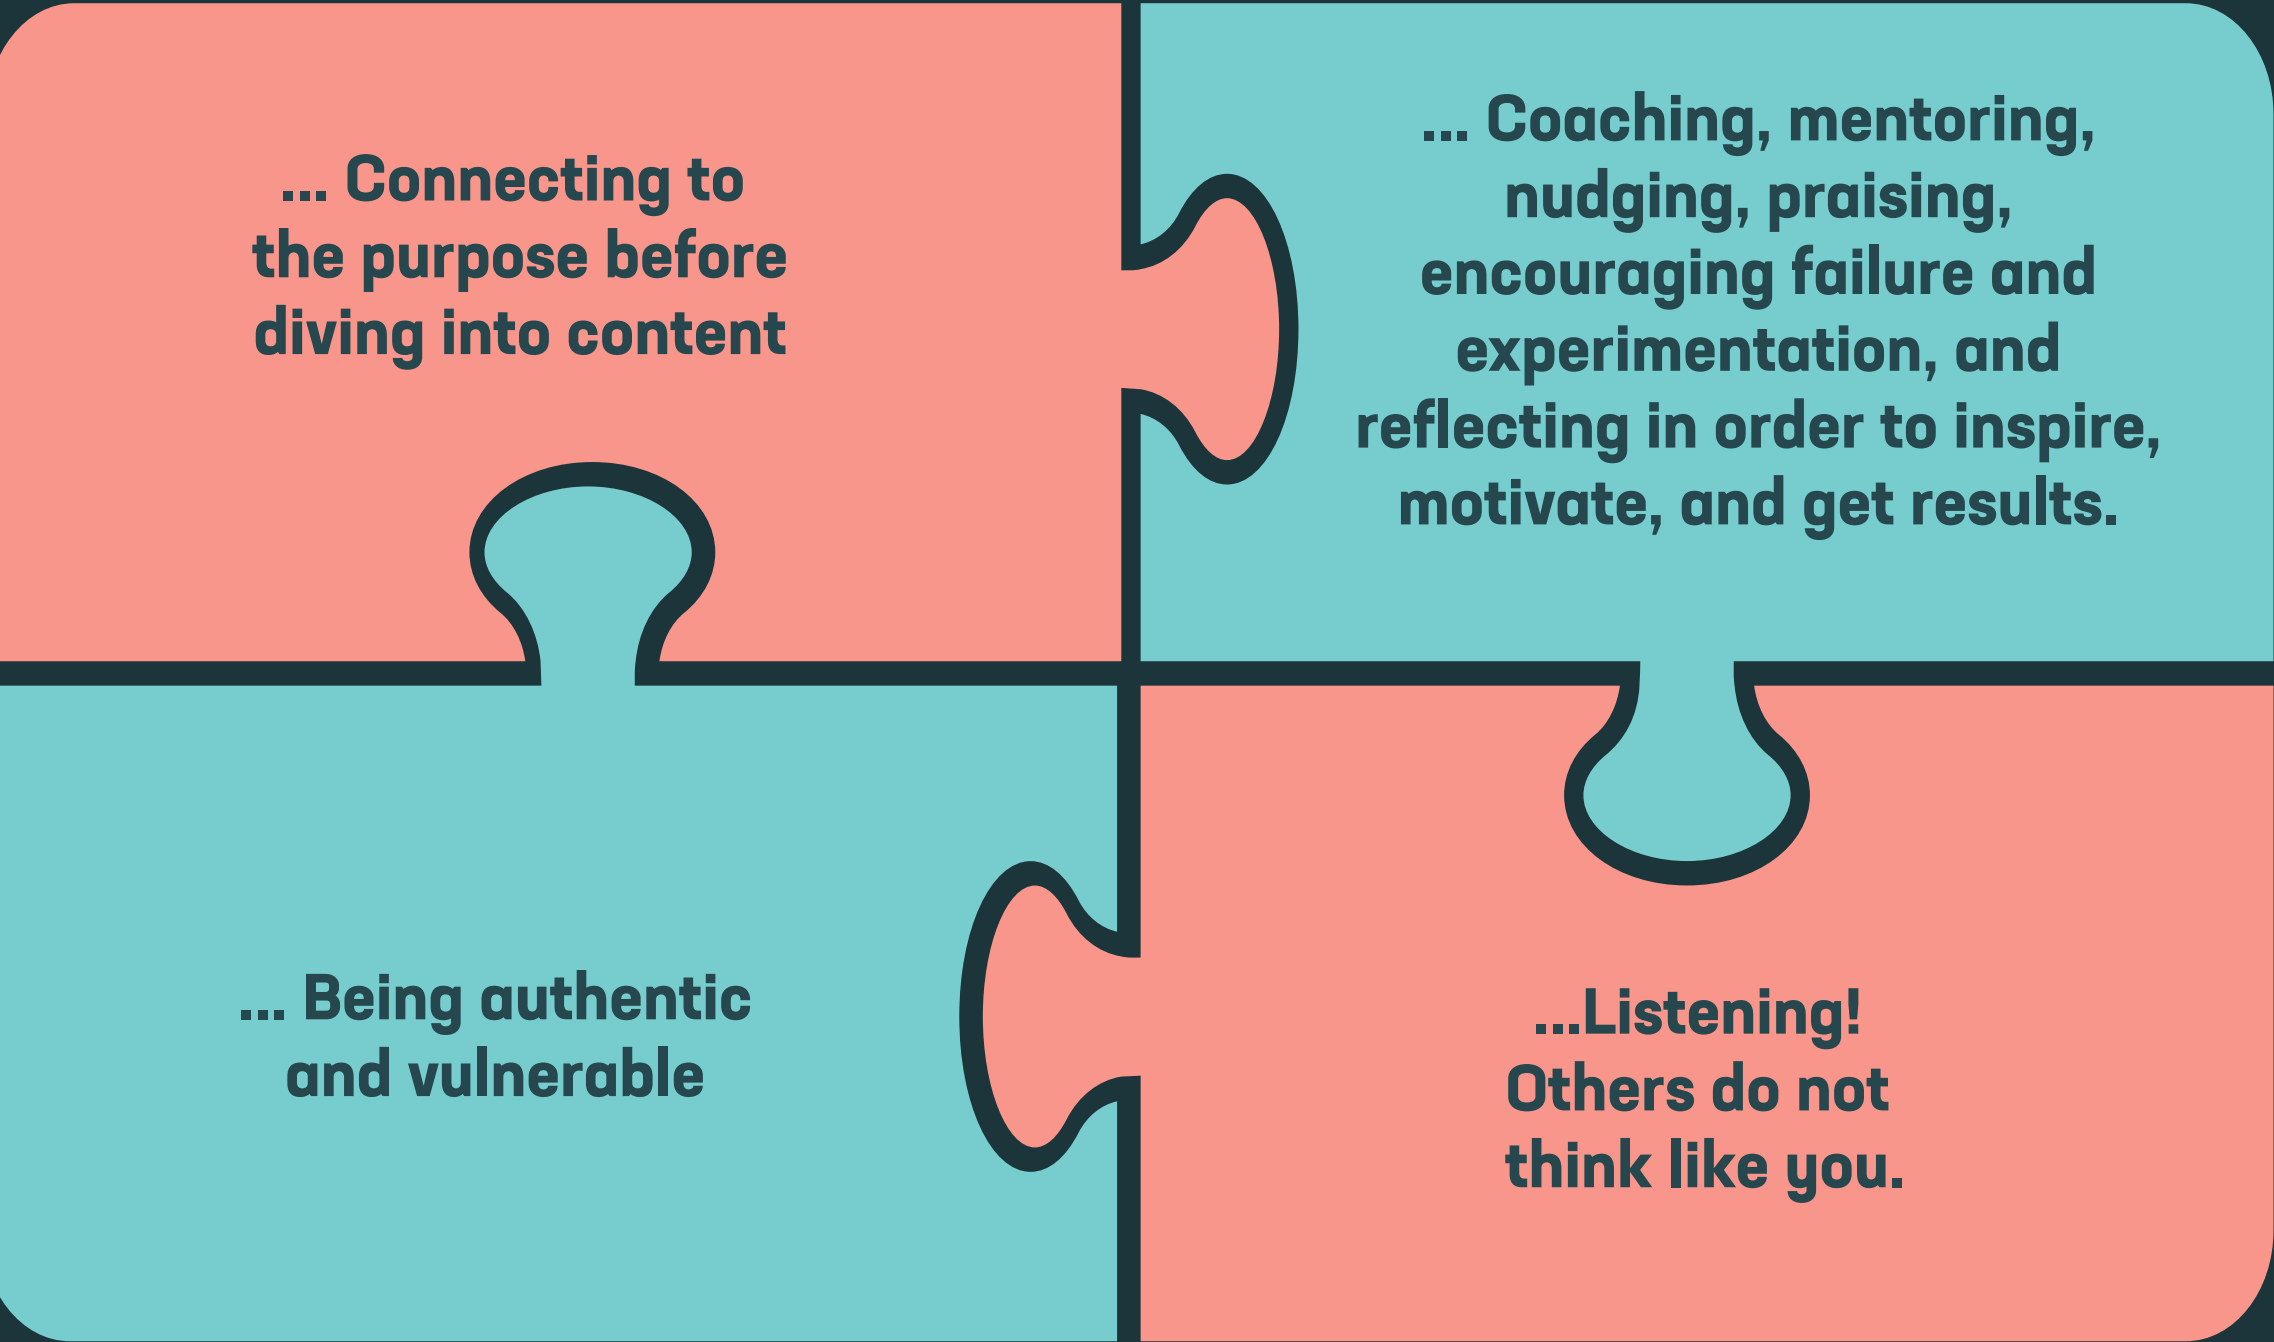 ... Connecting to
the purpose before
diving into content
... Coaching, mentoring,
nudging, praising,
encouraging failure and
experimentation, and
reflecting in order to inspire,
motivate, and get results.
... Being authentic
and vulnerable
...Listening!
Others do not
think like you.